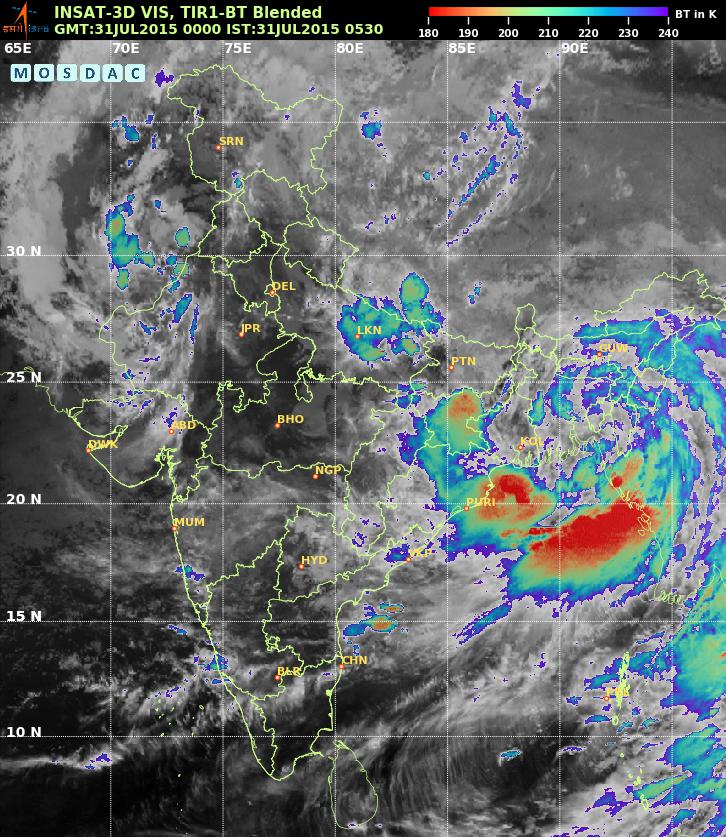 INSAT-3D VIS, TIR1-BT Blended
GMT:31JUL2015 0000 IST:31JUL2015 0530
BT in K
180 190 200 210 220 230 240
65E 70E 75E 80E 85E 90E
M O S D A C
SRN
30 N
DEL
JPR
LKN
GUW
PTN
25 N
ABD
BHO
DWK
KOL
NGP
20 N
PURI
MUM
HYD
15 N
CHN
BLR
10 N